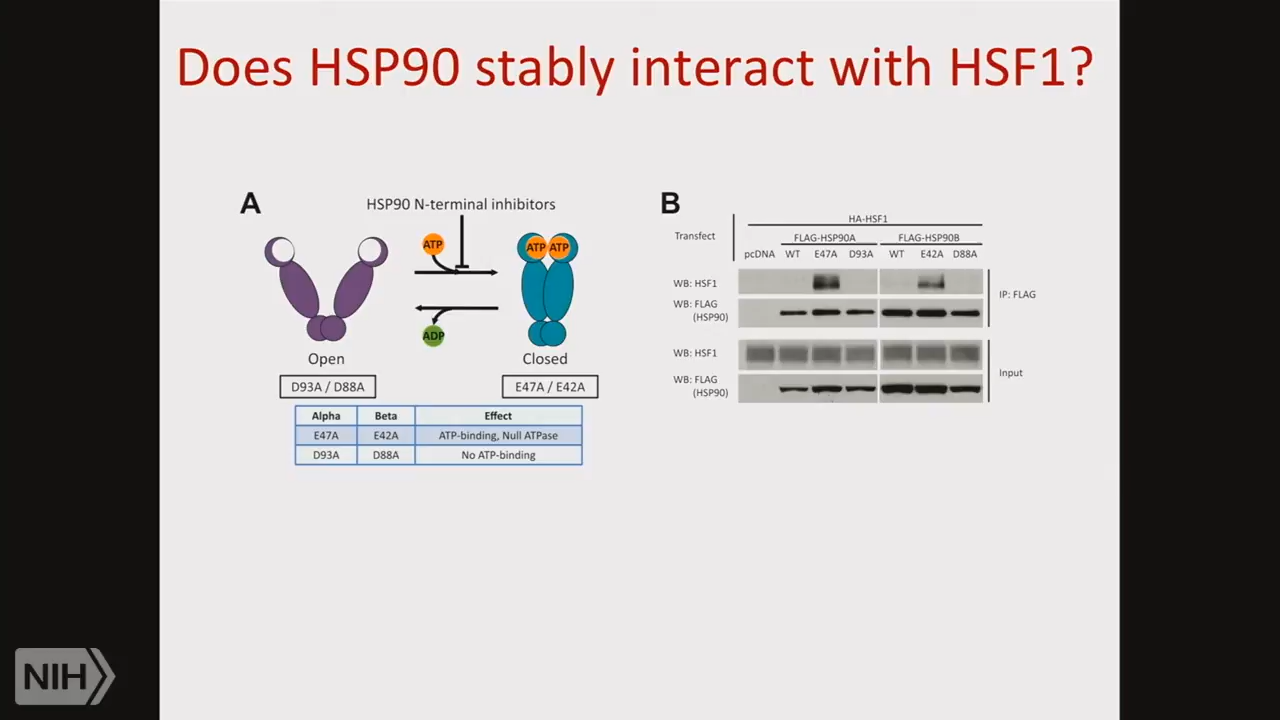 Does HSP90 stably interact with HSF1?
A
HSP90 N-terminal inhibitors
ATP
ATP ATP
ADP
Open
Closed
D93A / D88A
E47A / E42A
Alpha Beta Effect
E47A E42A ATP-binding, Null ATPase
D93A D88A No ATP-binding
B
HA-HSF1
Transfect
FLAG-HSP90A FLAG-HSP90B
pcDNA WT E47A D93A WT E42A D88A
WB: HSF1
WB: FLAG
(HSP90)
IP: FLAG
WB: HSF1
WB: FLAG
(HSP90)
Input
NIH